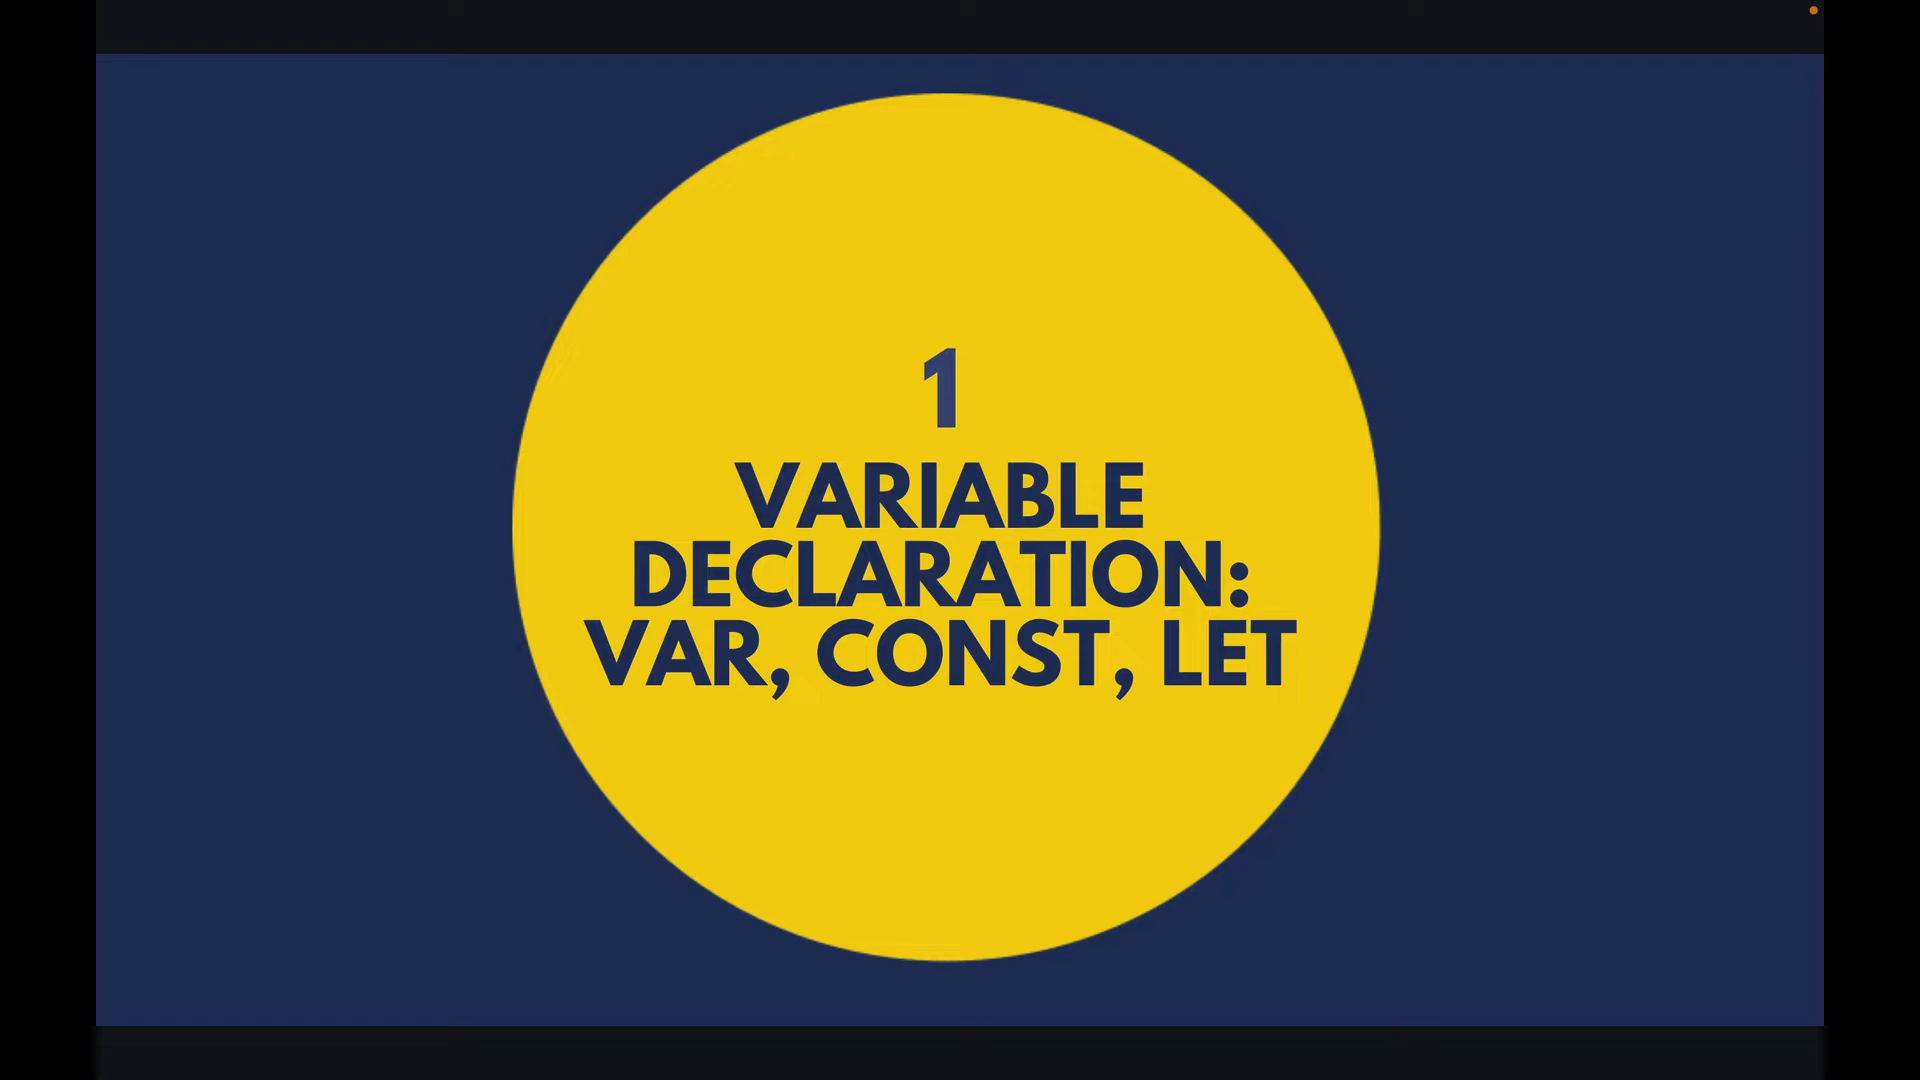 1
VARIABLE
DECLARATION:
VAR, CONST, LET